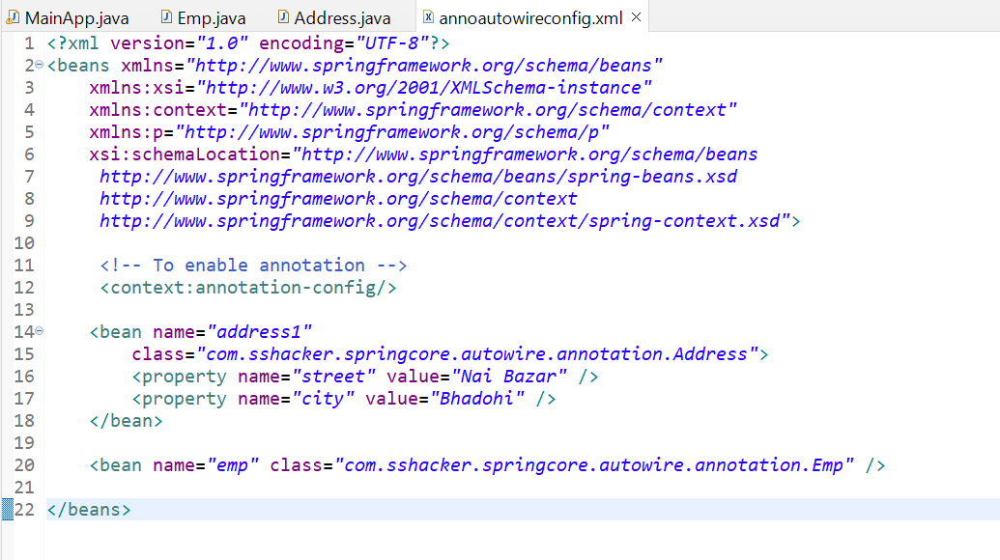 MainApp.java Emp.java Address.java annoautowireconfig.xml
1 <?xml version="1.0" encoding="UTF-8"?>
2 <beans xmlns="http://www.springframework.org/schema/beans"
3     xmlns:xsi="http://www.w3.org/2001/XMLSchema-instance"
4     xmlns:context="http://www.springframework.org/schema/context"
5     xmlns:p="http://www.springframework.org/schema/p"
6     xsi:schemaLocation="http://www.springframework.org/schema/beans
7      http://www.springframework.org/schema/beans/spring-beans.xsd
8      http://www.springframework.org/schema/context
9      http://www.springframework.org/schema/context/spring-context.xsd">
10
11      <!-- To enable annotation -->
12      <context:annotation-config/>
13
14     <bean name="address1"
15         class="com.sshacker.springcore.autowire.annotation.Address">
16         <property name="street" value="Nai Bazar" />
17         <property name="city" value="Bhadohi" />
18     </bean>
19
20     <bean name="emp" class="com.sshacker.springcore.autowire.annotation.Emp" />
21
22 </beans>